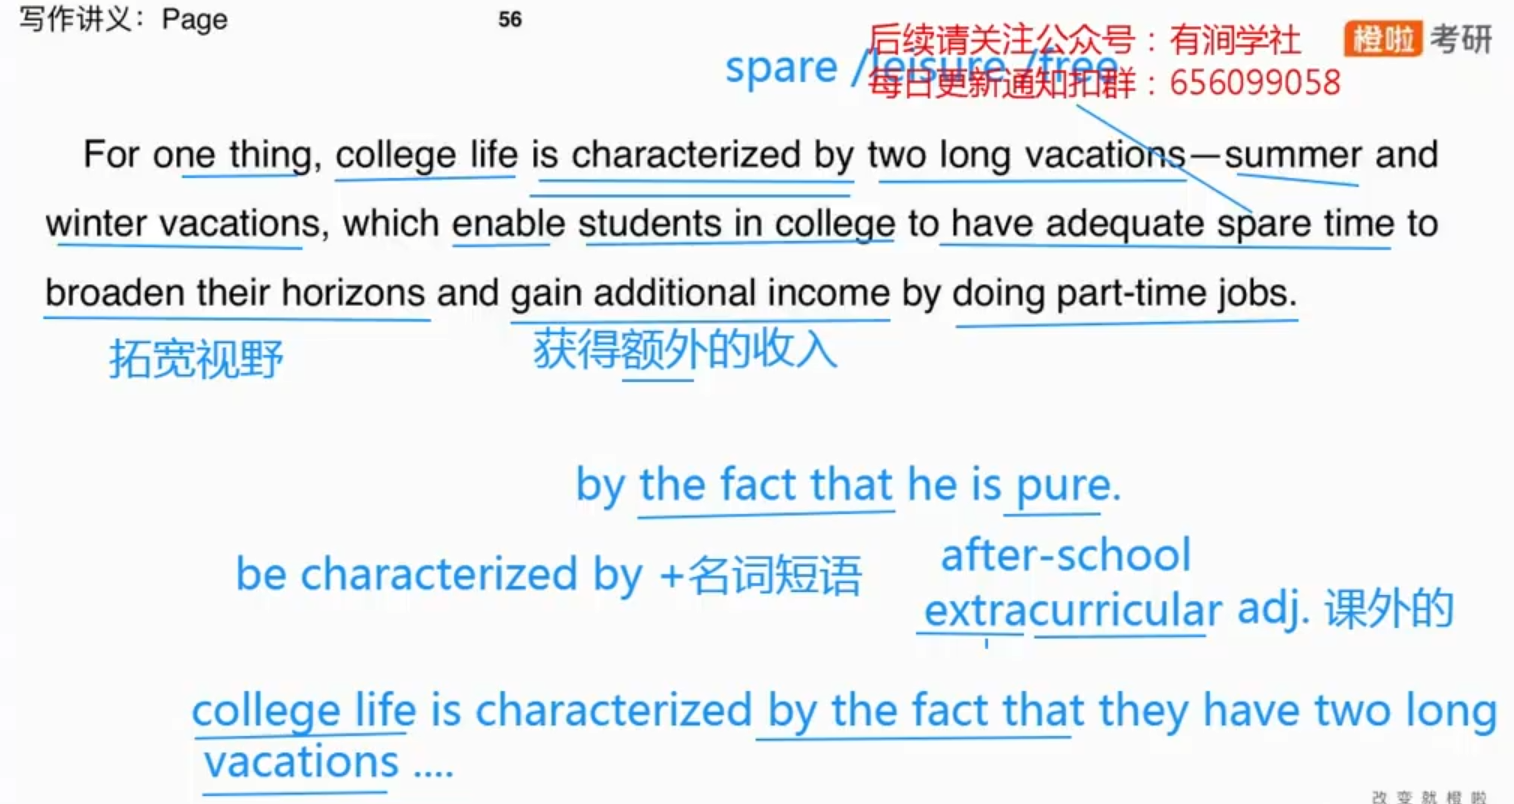 写作讲义：Page 56
后续请关注公众号：有涧学社
橙啦 考研
spare /leisure /free
每日更新通知扣群：656099058
For one thing, college life is characterized by two long vacations—summer and
winter vacations, which enable students in college to have adequate spare time to
broaden their horizons and gain additional income by doing part-time jobs.
拓宽视野
获得额外的收入
by the fact that he is pure.
after-school
be characterized by +名词短语
extracurricular adj. 课外的
college life is characterized by the fact that they have two long
vacations ....
改变就橙啦